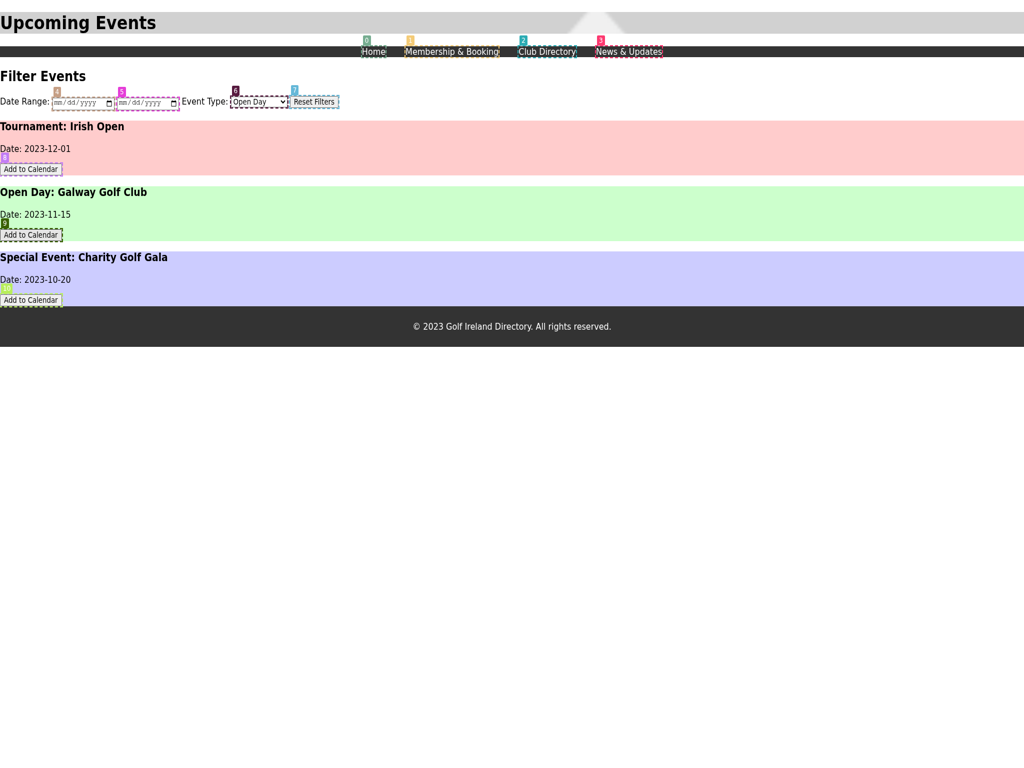 Upcoming Events
0 1 2 3
Home Membership & Booking Club Directory News & Updates
Filter Events
4 5 6 7
Date Range: mm/dd/yyyy mm/dd/yyyy Event Type: Open Day Reset Filters
Tournament: Irish Open
Date: 2023-12-01
8
Add to Calendar
Open Day: Galway Golf Club
Date: 2023-11-15
9
Add to Calendar
Special Event: Charity Golf Gala
Date: 2023-10-20
10
Add to Calendar
© 2023 Golf Ireland Directory. All rights reserved.